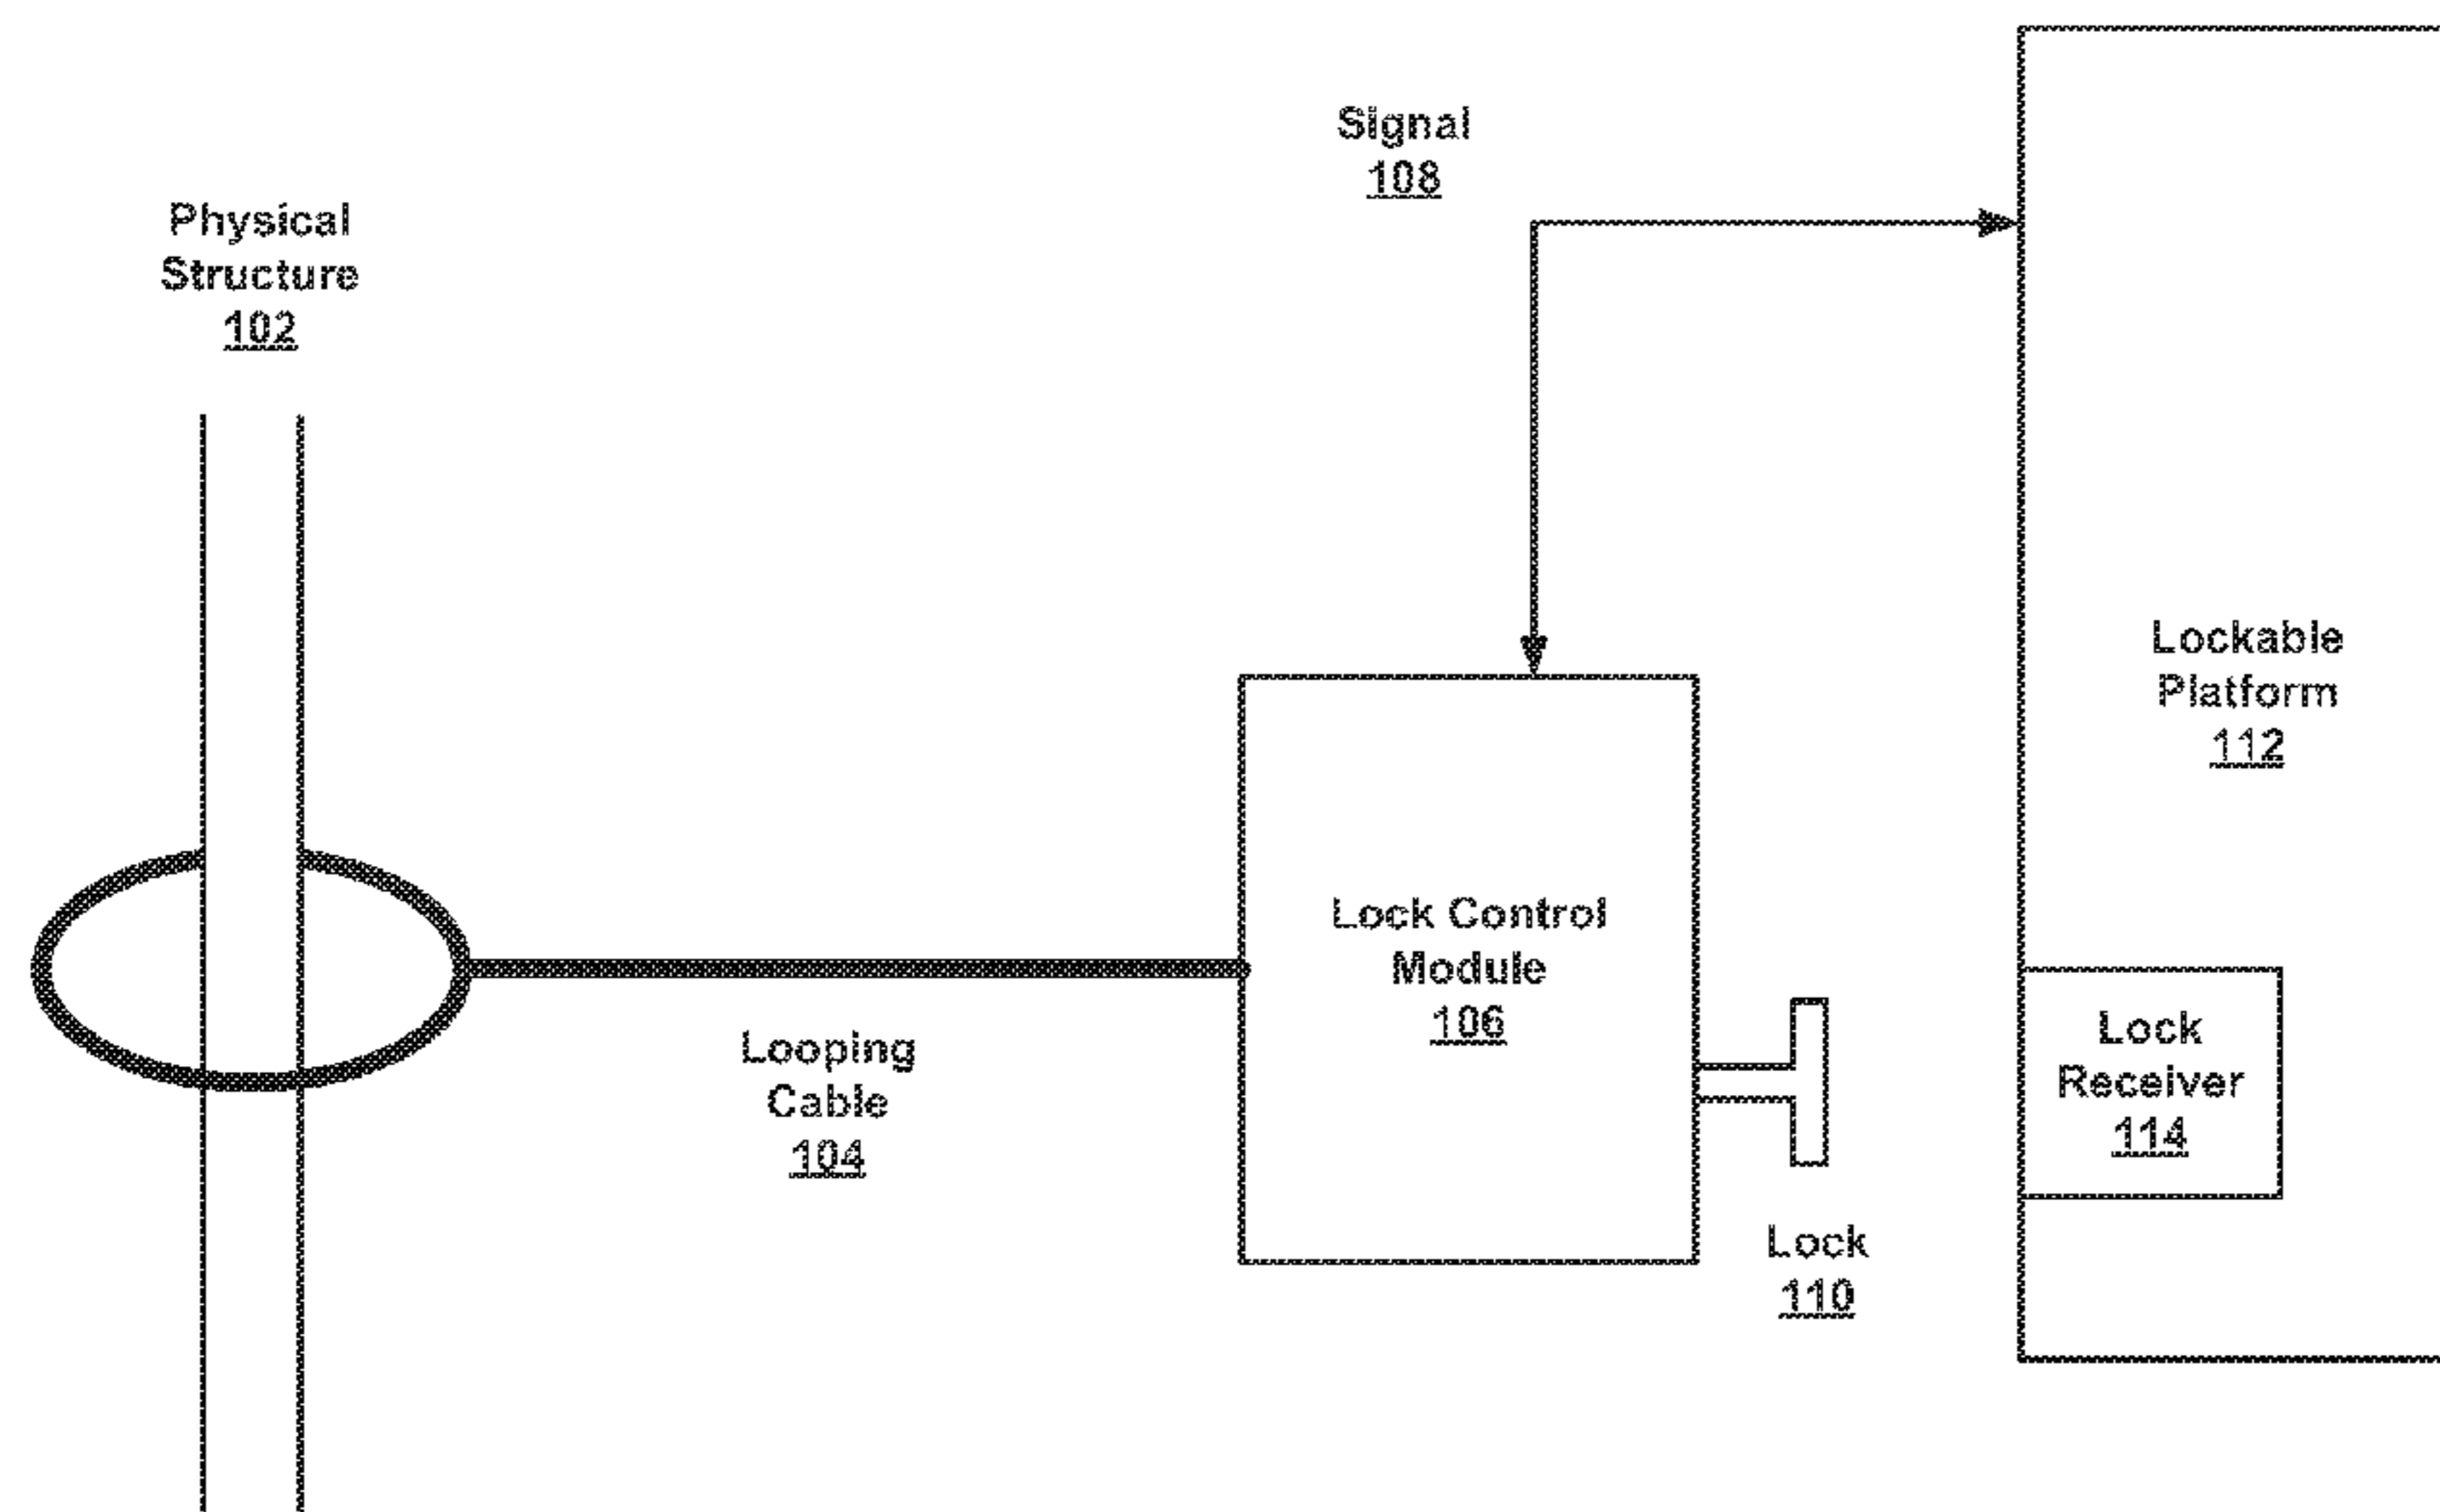 Signal
108
Physical
Structure
102
Lockable
Platform
112
Lock Control
Module
106
Looping
Cable
104
Lock
Receiver
114
Lock
110